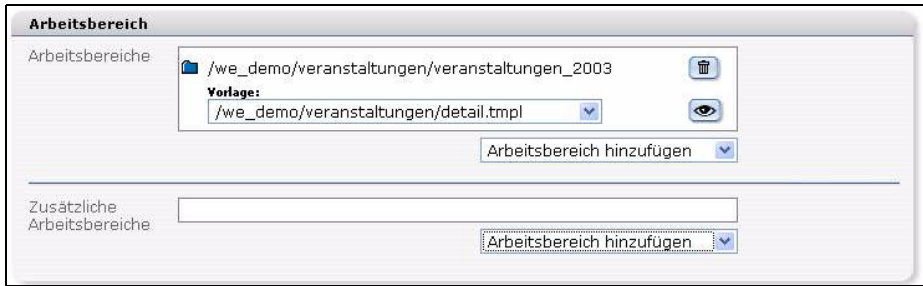 Arbeitsbereich
Arbeitsbereiche
/we_demo/veranstaltungen/veranstaltungen_2003
Vorlage:
/we_demo/veranstaltungen/detail.tmpl
Arbeitsbereich hinzufügen
Zusätzliche
Arbeitsbereiche
Arbeitsbereich hinzufügen